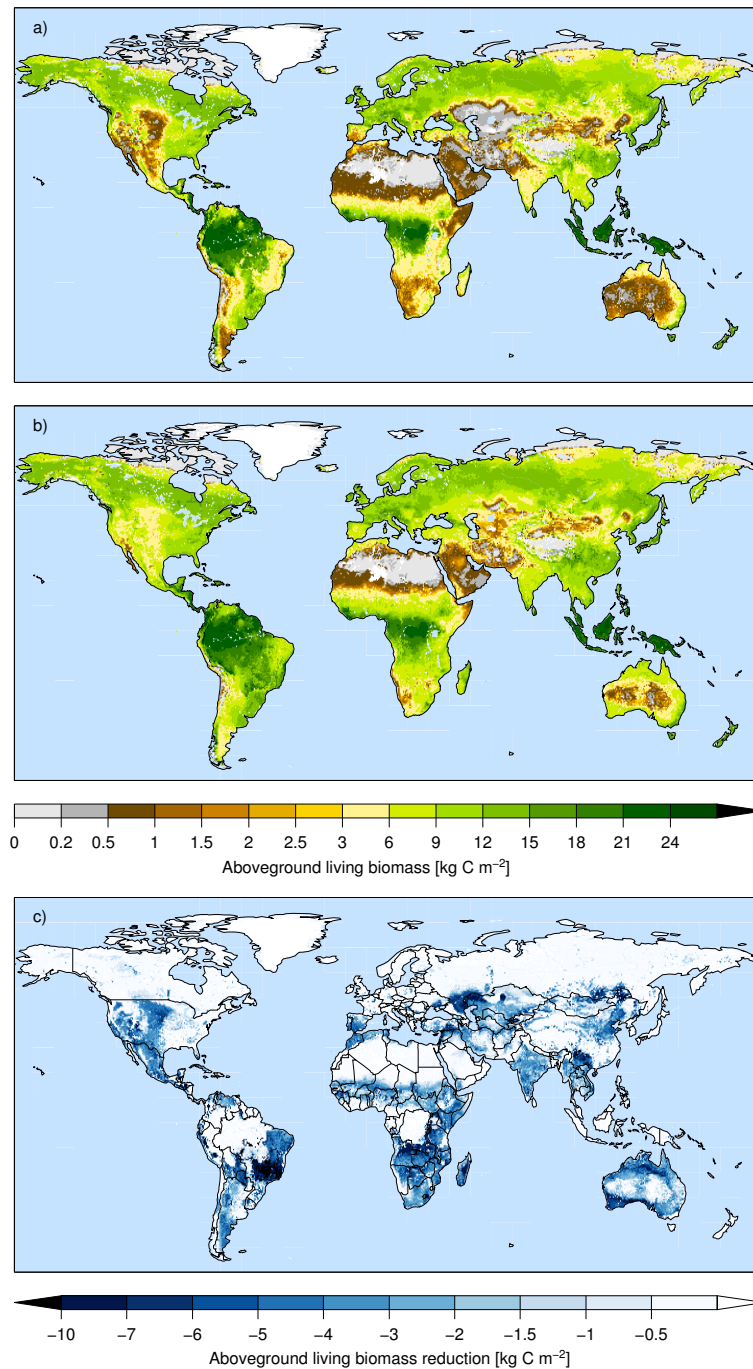 a)
b)
0 0.2 0.5 1 1.5 2 2.5 3 6 9 12 15 18 21 24
Aboveground living biomass [kg C m⁻²]
c)
−10 −7 −6 −5 −4 −3 −2 −1.5 −1 −0.5
Aboveground living biomass reduction [kg C m⁻²]